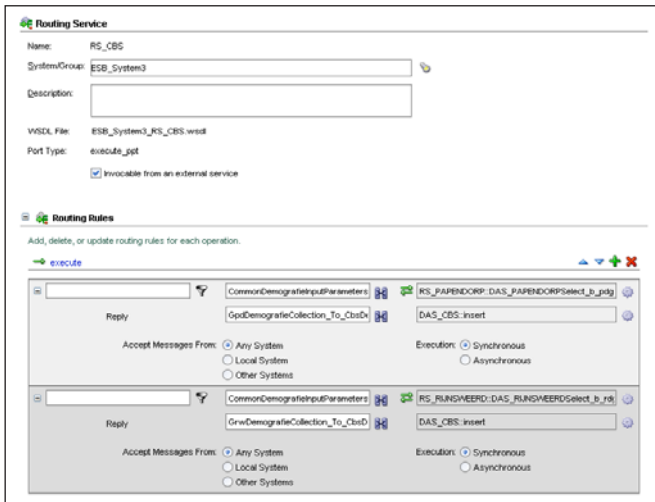 Routing Service
Name: RS_CBS
System/Group: ESB_System3
Description:
WSDL File: ESB_System3_RS_CBS.wsdl
Port Type: execute_ppt
Invocable from an external service
Routing Rules
Add, delete, or update routing rules for each operation.
execute
CommonDemografieInputParameters RS_PAPENDORP::DAS_PAPENDORPSelect_b_pdg
Reply GpdDemografieCollection_To_CbsDe DAS_CBS::insert
Accept Messages From: Any System Execution: Synchronous
Local System Asynchronous
Other Systems
CommonDemografieInputParameters RS_RIJNSWEERD::DAS_RIJNSWEERDSelect_b_rdg
Reply GrwDemografieCollection_To_CbsD DAS_CBS::insert
Accept Messages From: Any System Execution: Synchronous
Local System Asynchronous
Other Systems